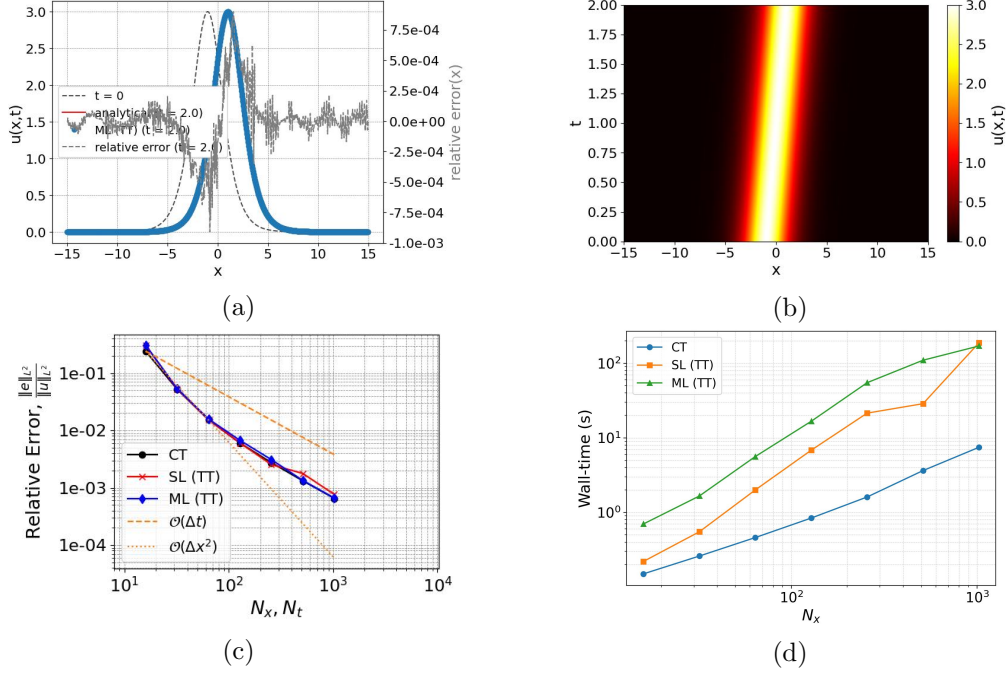 3.0
2.5
2.0
1.5
1.0
0.5
0.0
u(x,t)
t = 0
analytical (t = 2.0)
ML (TT) (t = 2.0)
relative error (t = 2.0)
7.5e-04
5.0e-04
2.5e-04
0.0e+00
-2.5e-04
-5.0e-04
-7.5e-04
-1.0e-03
relative error(x)
−15 −10 −5 0 5 10 15
x
(a)
2.00
1.75
1.50
1.25
1.00
0.75
0.50
0.25
0.00
t
−15 −10 −5 0 5 10 15
x
3.0
2.5
2.0
1.5
1.0
0.5
0.0
u(x,t)
(b)
1e-01
1e-02
1e-03
1e-04
Relative Error, ‖e‖_{L²}/‖u‖_{L²}
CT
SL (TT)
ML (TT)
𝒪(Δt)
𝒪(Δx²)
10¹ 10² 10³ 10⁴
Nₓ, Nₜ
(c)
CT
SL (TT)
ML (TT)
10²
10¹
10⁰
Wall-time (s)
10² 10³
Nₓ
(d)